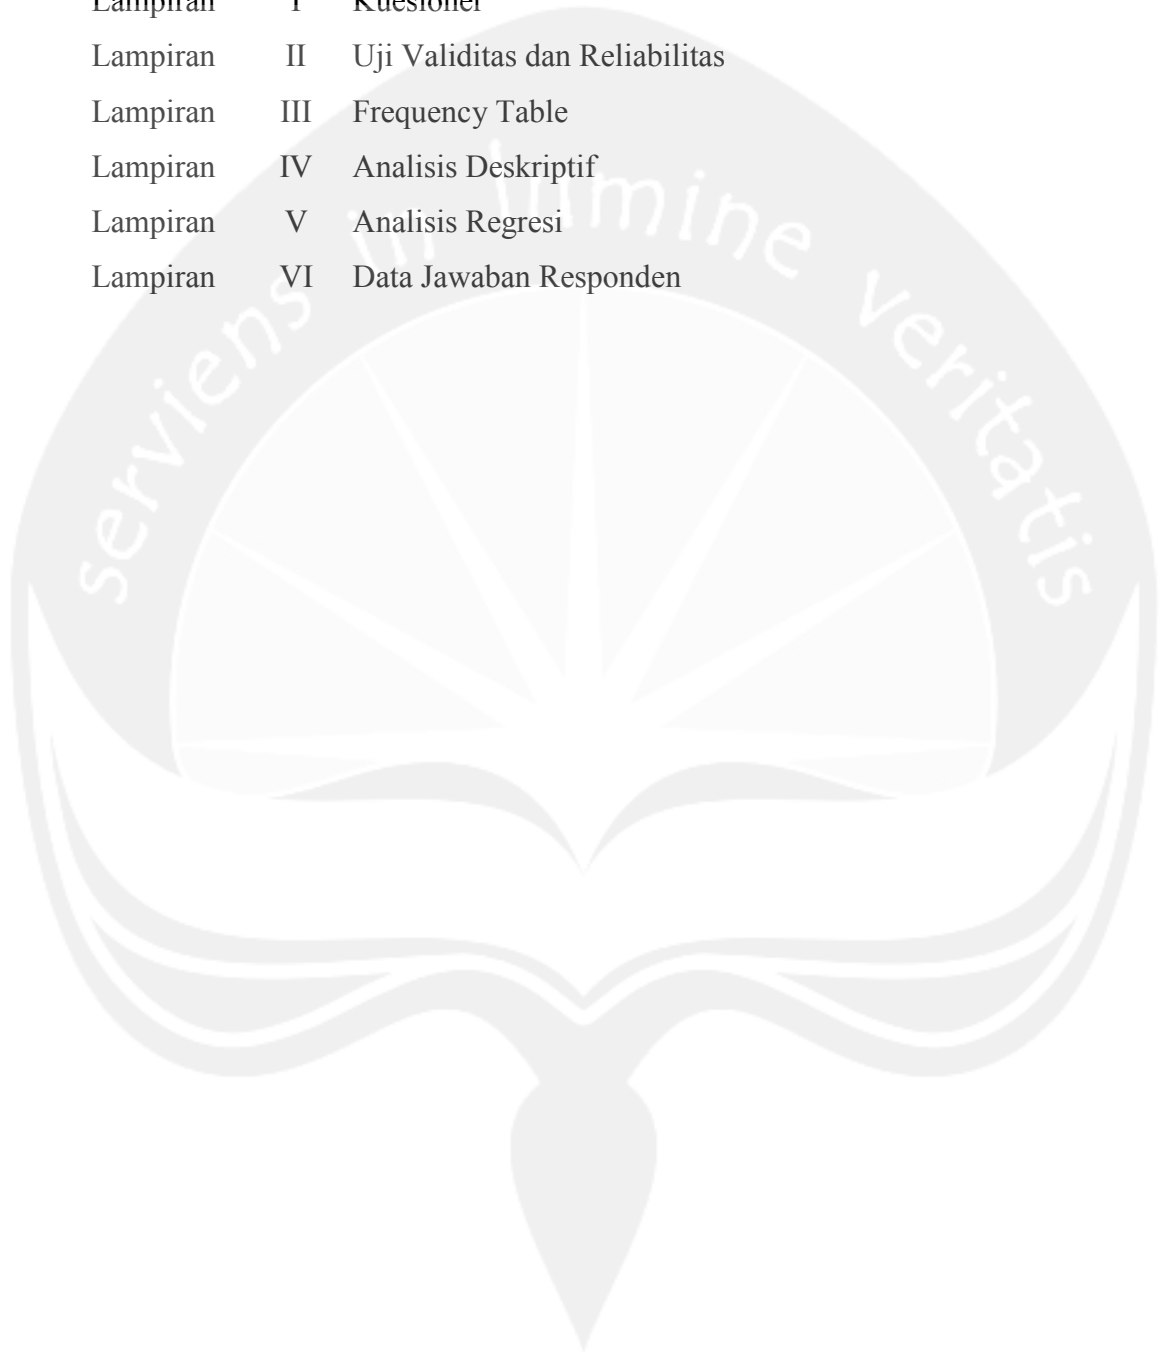 Lampiran I Kuesioner
Lampiran II Uji Validitas dan Reliabilitas
Lampiran III Frequency Table
Lampiran IV Analisis Deskriptif
Lampiran V Analisis Regresi
Lampiran VI Data Jawaban Responden
serviens in lumine veritatis